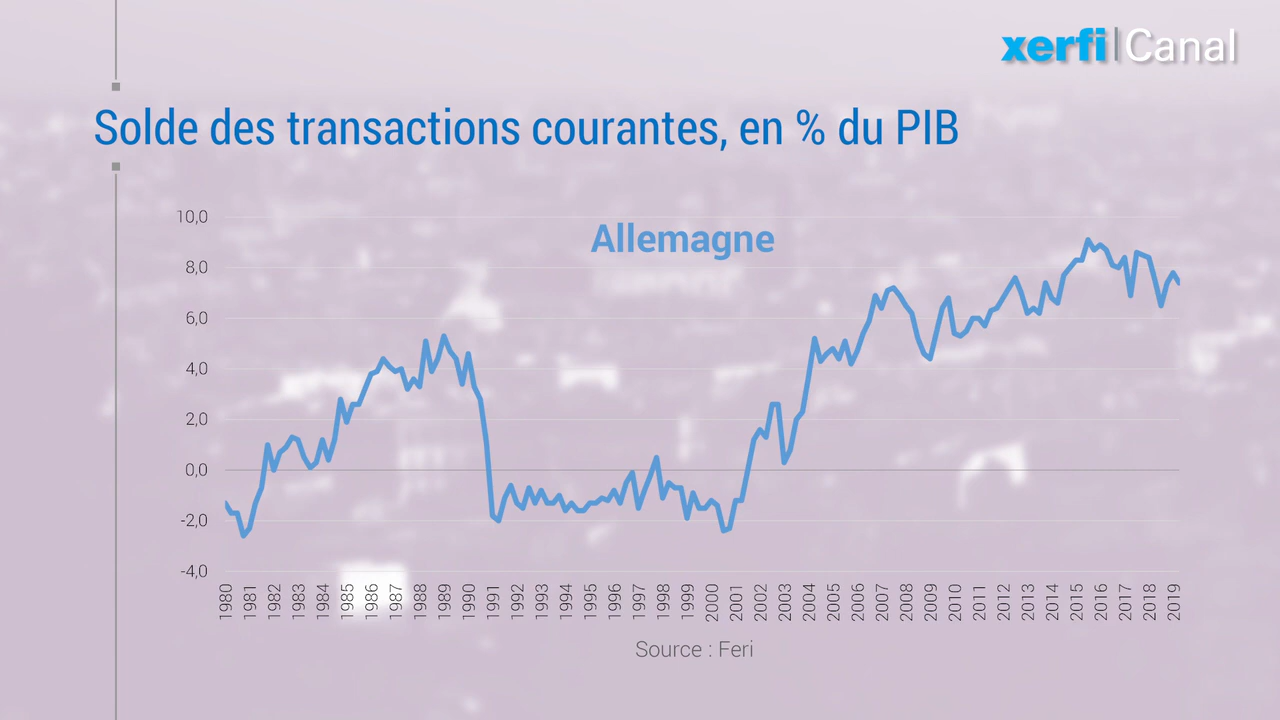 xerfi Canal
Solde des transactions courantes, en % du PIB
Allemagne
10,0
8,0
6,0
4,0
2,0
0,0
-2,0
-4,0
1980 1981 1982 1983 1984 1985 1986 1987 1988 1989 1990 1991 1992 1993 1994 1995 1996 1997 1998 1999 2000 2001 2002 2003 2004 2005 2006 2007 2008 2009 2010 2011 2012 2013 2014 2015 2016 2017 2018 2019
Source : Feri